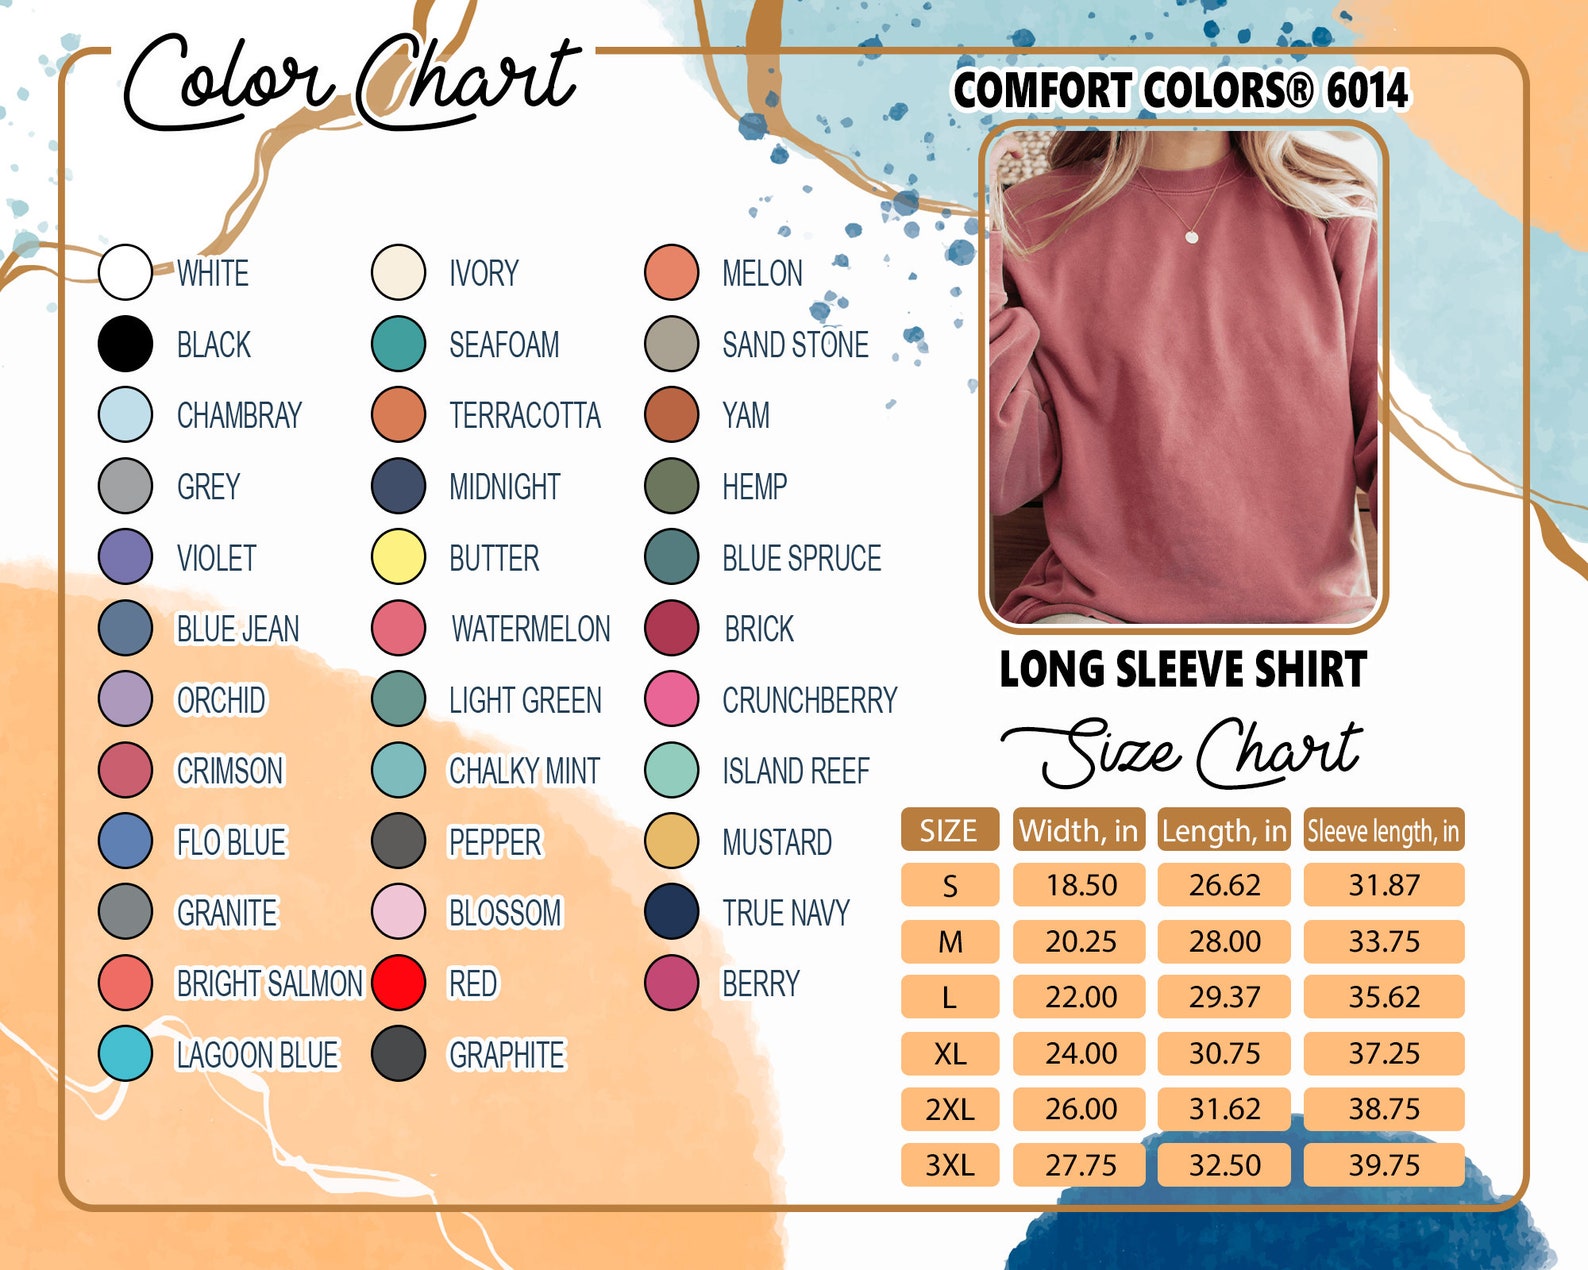 Color Chart
COMFORT COLORS® 6014
WHITE
BLACK
CHAMBRAY
GREY
VIOLET
BLUE JEAN
ORCHID
CRIMSON
FLO BLUE
GRANITE
BRIGHT SALMON
LAGOON BLUE
IVORY
SEAFOAM
TERRACOTTA
MIDNIGHT
BUTTER
WATERMELON
LIGHT GREEN
CHALKY MINT
PEPPER
BLOSSOM
RED
GRAPHITE
MELON
SAND STONE
YAM
HEMP
BLUE SPRUCE
BRICK
CRUNCHBERRY
ISLAND REEF
MUSTARD
TRUE NAVY
BERRY
LONG SLEEVE SHIRT
Size Chart
SIZE Width, in Length, in Sleeve length, in
S 18.50 26.62 31.87
M 20.25 28.00 33.75
L 22.00 29.37 35.62
XL 24.00 30.75 37.25
2XL 26.00 31.62 38.75
3XL 27.75 32.50 39.75